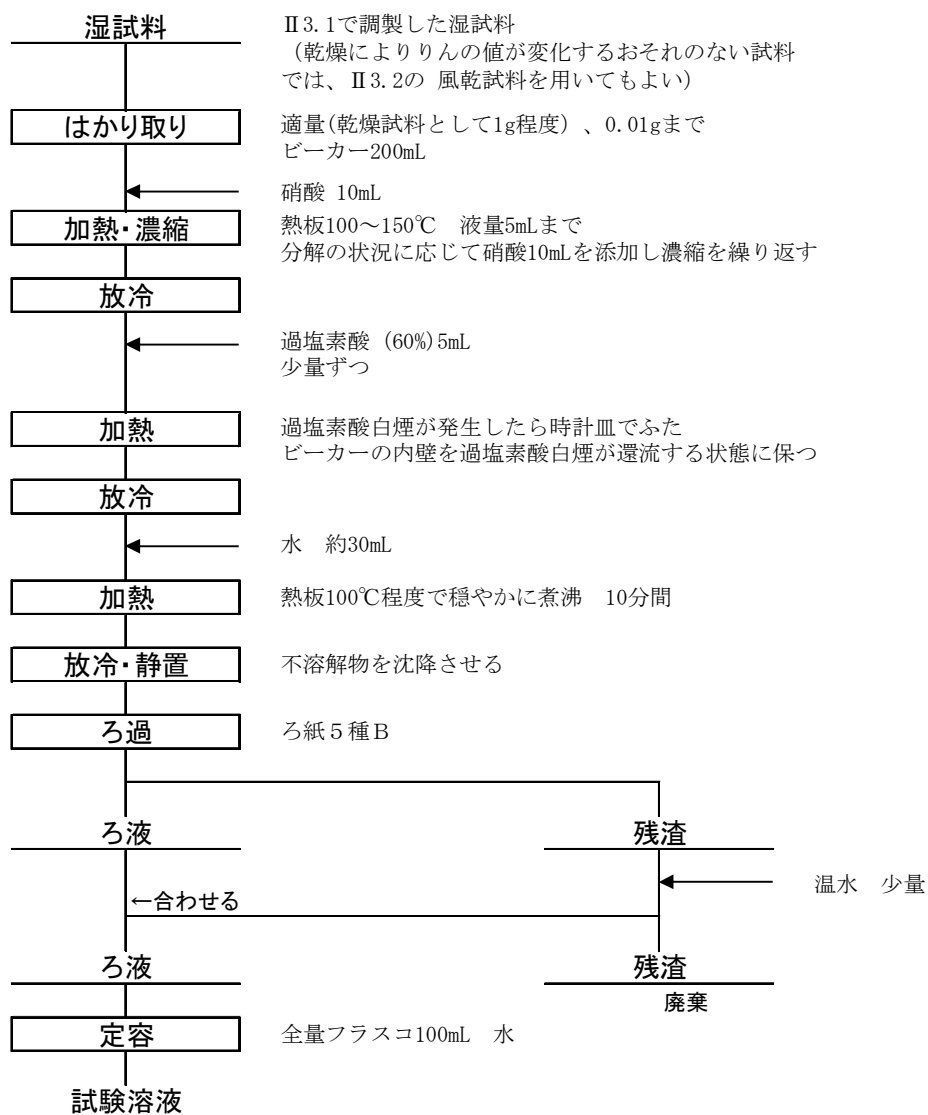 湿試料
Ⅱ3.1で調製した湿試料
(乾燥によりりんの値が変化するおそれのない試料
では、Ⅱ3.2の 風乾試料を用いてもよい)
はかり取り
適量(乾燥試料として1g程度) 、0.01gまで
ビーカー200mL
硝酸 10mL
加熱・濃縮
熱板100～150℃ 液量5mLまで
分解の状況に応じて硝酸10mLを添加し濃縮を繰り返す
放冷
過塩素酸 (60%)5mL
少量ずつ
加熱
過塩素酸白煙が発生したら時計皿でふた
ビーカーの内壁を過塩素酸白煙が還流する状態に保つ
放冷
水 約30mL
加熱
熱板100℃程度で穏やかに煮沸 10分間
放冷・静置
不溶解物を沈降させる
ろ過
ろ紙５種Ｂ
ろ液
残渣
温水 少量
←合わせる
ろ液
残渣
廃棄
定容
全量フラスコ100mL 水
試験溶液